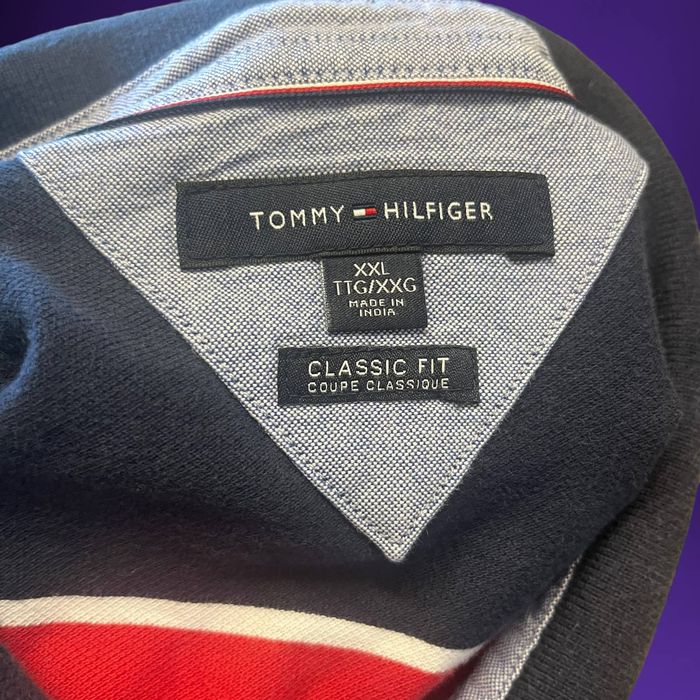 TOMMY HILFIGER
XXL
TTG/XXG
MADE IN
INDIA
CLASSIC FIT
COUPE CLASSIQUE